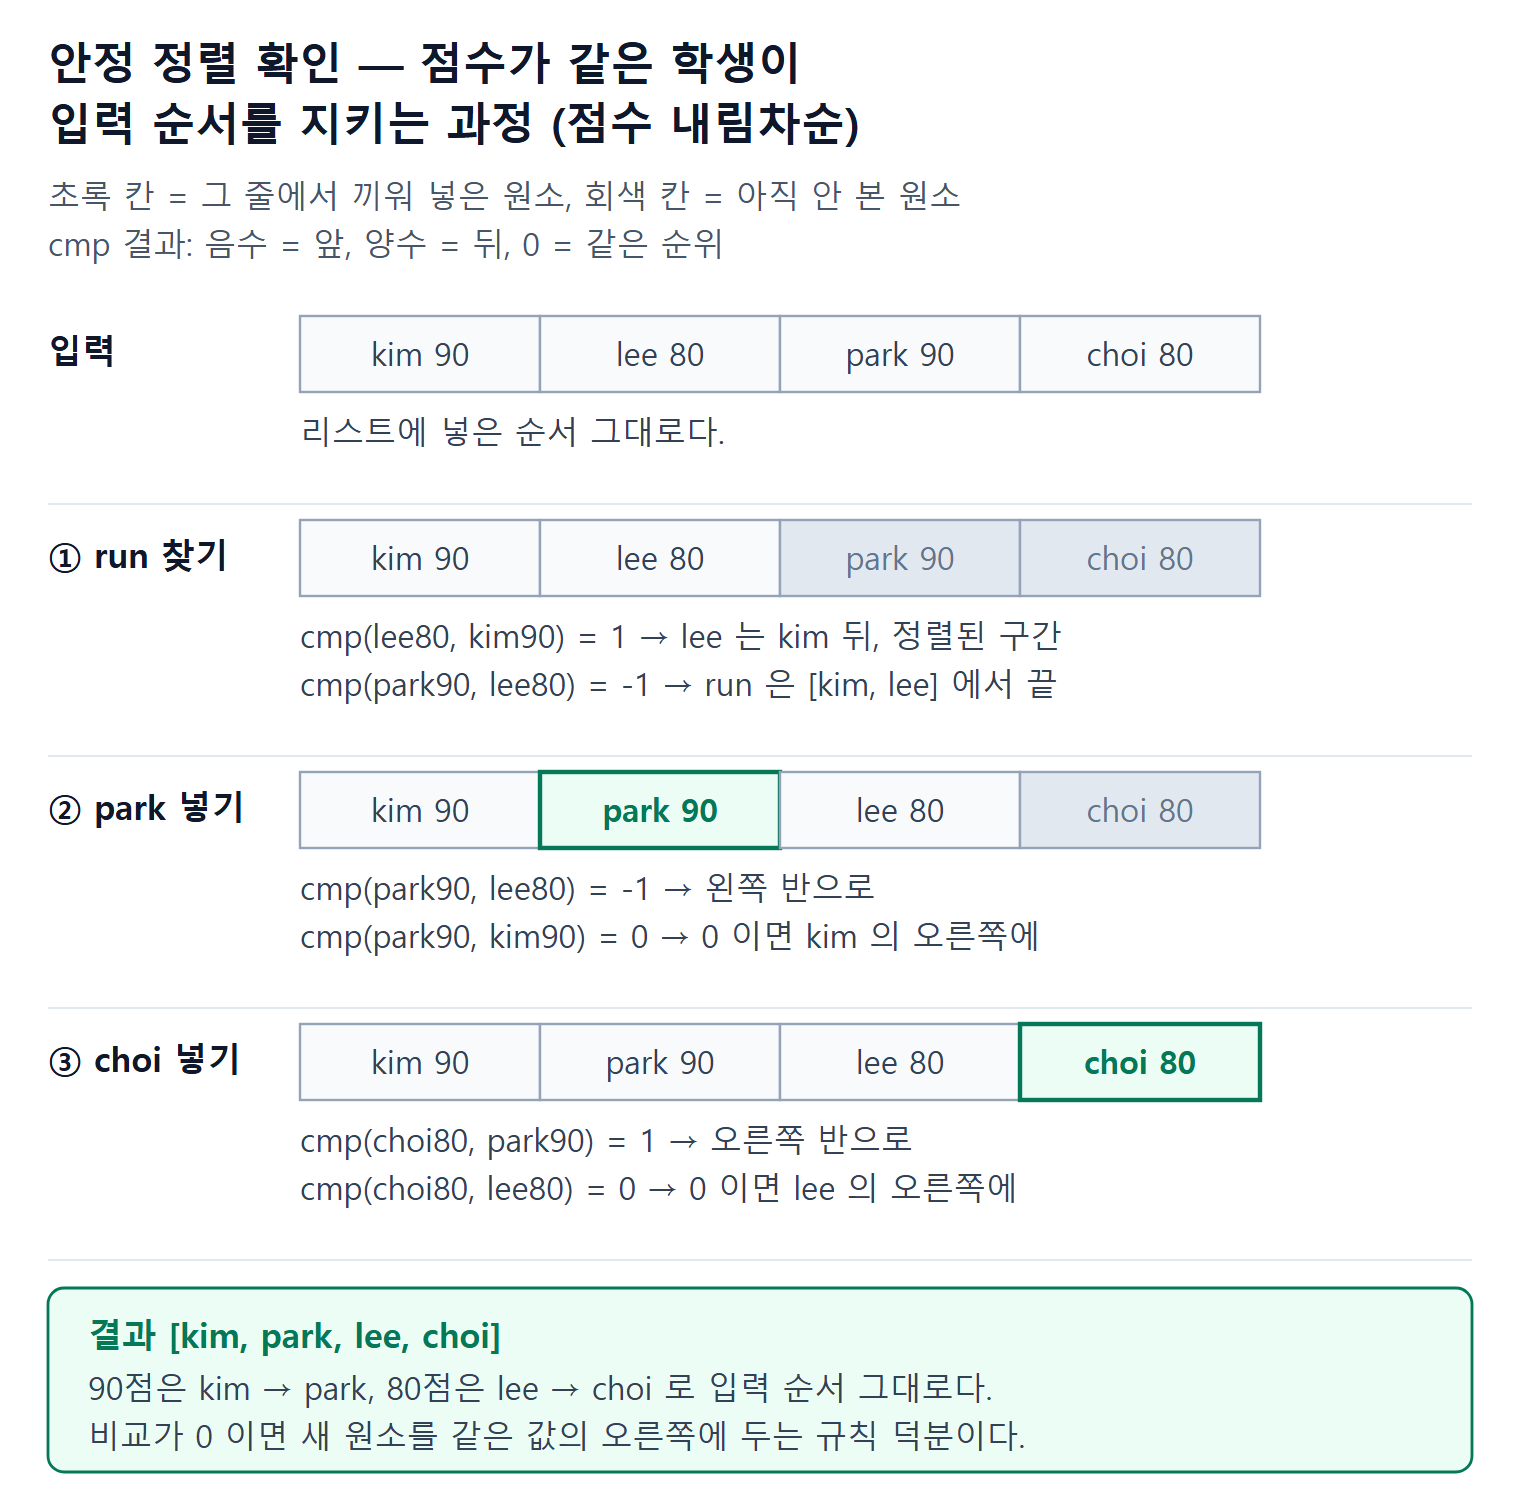 안정 정렬 확인 — 점수가 같은 학생이
입력 순서를 지키는 과정 (점수 내림차순)
초록 칸 = 그 줄에서 끼워 넣은 원소, 회색 칸 = 아직 안 본 원소
cmp 결과: 음수 = 앞, 양수 = 뒤, 0 = 같은 순위
입력 kim 90 lee 80 park 90 choi 80
리스트에 넣은 순서 그대로다.
① run 찾기 kim 90 lee 80 park 90 choi 80
cmp(lee80, kim90) = 1 → lee 는 kim 뒤, 정렬된 구간
cmp(park90, lee80) = -1 → run 은 [kim, lee] 에서 끝
② park 넣기 kim 90 park 90 lee 80 choi 80
cmp(park90, lee80) = -1 → 왼쪽 반으로
cmp(park90, kim90) = 0 → 0 이면 kim 의 오른쪽에
③ choi 넣기 kim 90 park 90 lee 80 choi 80
cmp(choi80, park90) = 1 → 오른쪽 반으로
cmp(choi80, lee80) = 0 → 0 이면 lee 의 오른쪽에
결과 [kim, park, lee, choi]
90점은 kim → park, 80점은 lee → choi 로 입력 순서 그대로다.
비교가 0 이면 새 원소를 같은 값의 오른쪽에 두는 규칙 덕분이다.